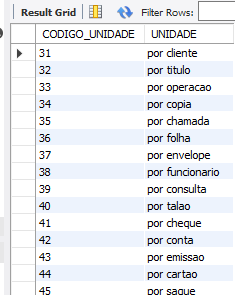 Result Grid Filter Rows:
CODIGO_UNIDADE UNIDADE
31 por cliente
32 por titulo
33 por operacao
34 por copia
35 por chamada
36 por folha
37 por envelope
38 por funcionario
39 por consulta
40 por talao
41 por cheque
42 por conta
43 por emissao
44 por cartao
45 por saque